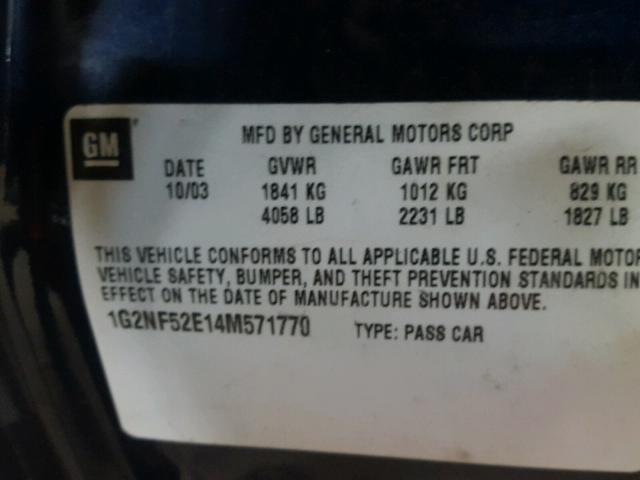 GM
MFD BY GENERAL MOTORS CORP
DATE GVWR GAWR FRT GAWR RR
10/03 1841 KG 1012 KG 829 KG
4058 LB 2231 LB 1827 LB
THIS VEHICLE CONFORMS TO ALL APPLICABLE U.S. FEDERAL MOTOR
VEHICLE SAFETY, BUMPER, AND THEFT PREVENTION STANDARDS IN
EFFECT ON THE DATE OF MANUFACTURE SHOWN ABOVE.
1G2NF52E14M571770 TYPE: PASS CAR